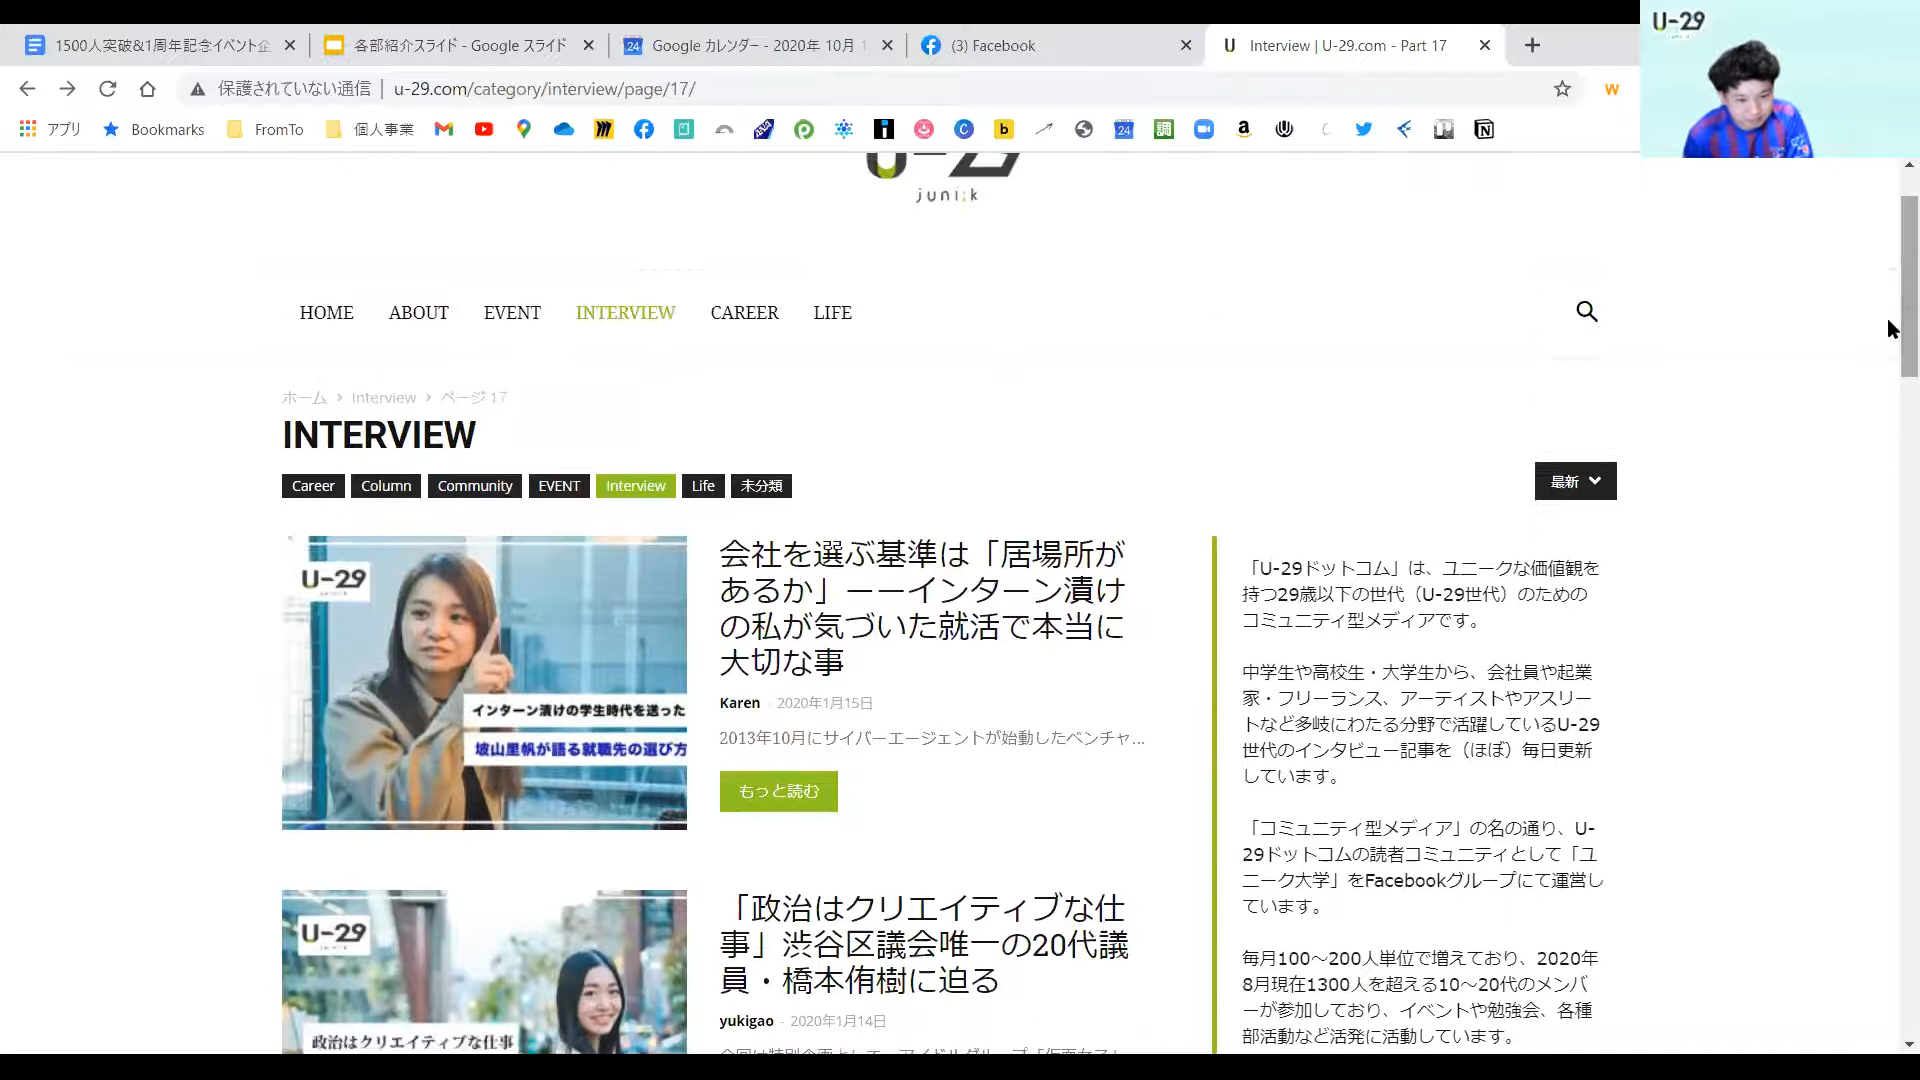 1500人突破&1周年記念イベント企
各部紹介スライド - Google スライド
Google カレンダー - 2020年 10月
(3) Facebook
Interview | U-29.com - Part 17
U-29
保護されていない通信
u-29.com/category/interview/page/17/
アプリ
Bookmarks
FromTo
個人事業
U-29
juni:k
HOME
ABOUT
EVENT
INTERVIEW
CAREER
LIFE
ホーム › Interview › ページ 17
INTERVIEW
Career
Column
Community
EVENT
Interview
Life
未分類
最新
U-29
インターン漬けの学生時代を送った
坡山里帆が語る就職先の選び方
会社を選ぶ基準は「居場所が
あるか」ーーインターン漬け
の私が気づいた就活で本当に
大切な事
Karen - 2020年1月15日
2013年10月にサイバーエージェントが始動したベンチャ...
もっと読む
U-29
政治はクリエイティブな仕事
「政治はクリエイティブな仕
事」渋谷区議会唯一の20代議
員・橋本侑樹に迫る
yukigao - 2020年1月14日
「U-29ドットコム」は、ユニークな価値観を
持つ29歳以下の世代（U-29世代）のための
コミュニティ型メディアです。
中学生や高校生・大学生から、会社員や起業
家・フリーランス、アーティストやアスリー
トなど多岐にわたる分野で活躍しているU-29
世代のインタビュー記事を（ほぼ）毎日更新
しています。
「コミュニティ型メディア」の名の通り、U-
29ドットコムの読者コミュニティとして「ユ
ニーク大学」をFacebookグループにて運営し
ています。
毎月100〜200人単位で増えており、2020年
8月現在1300人を超える10〜20代のメンバ
ーが参加しており、イベントや勉強会、各種
部活動など活発に活動しています。